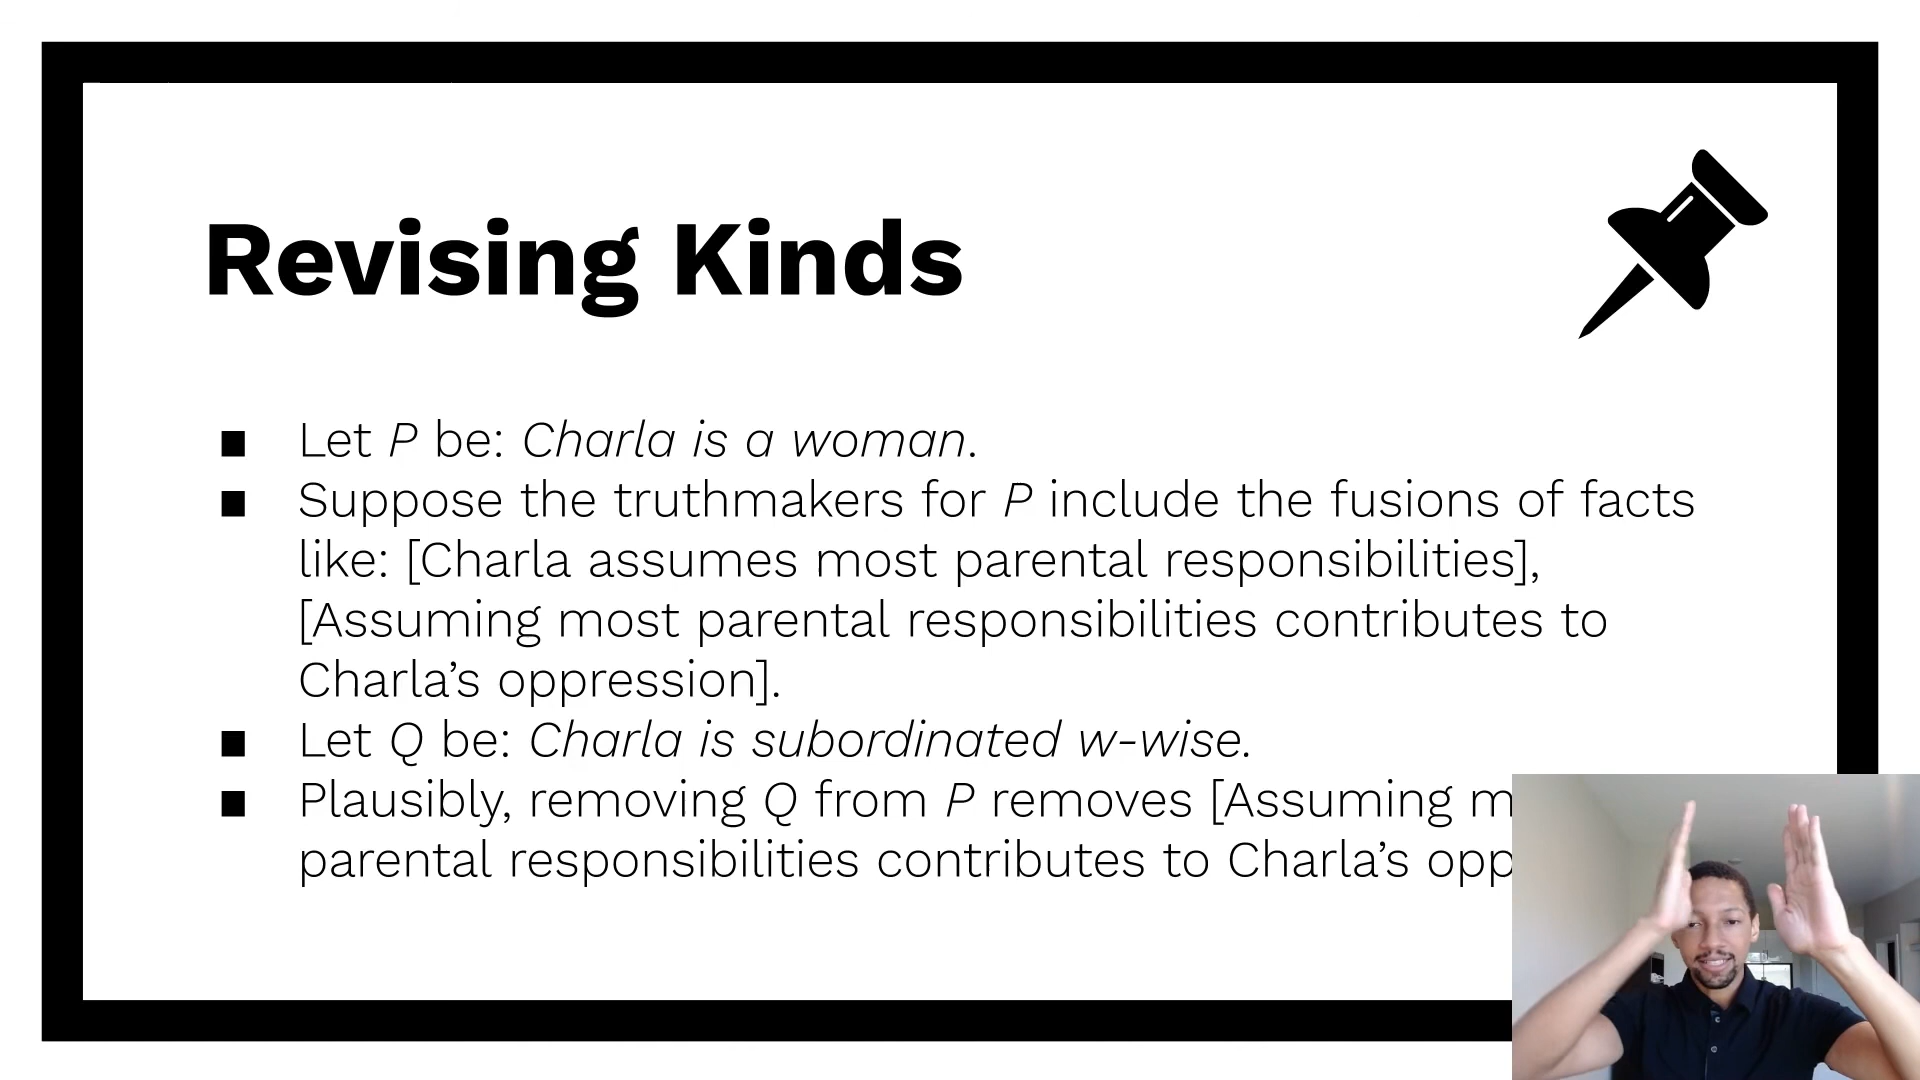 Revising Kinds
■ Let P be: Charla is a woman.
■ Suppose the truthmakers for P include the fusions of facts
like: [Charla assumes most parental responsibilities],
[Assuming most parental responsibilities contributes to
Charla’s oppression].
■ Let Q be: Charla is subordinated w-wise.
■ Plausibly, removing Q from P removes [Assuming
parental responsibilities contributes to Charla’s